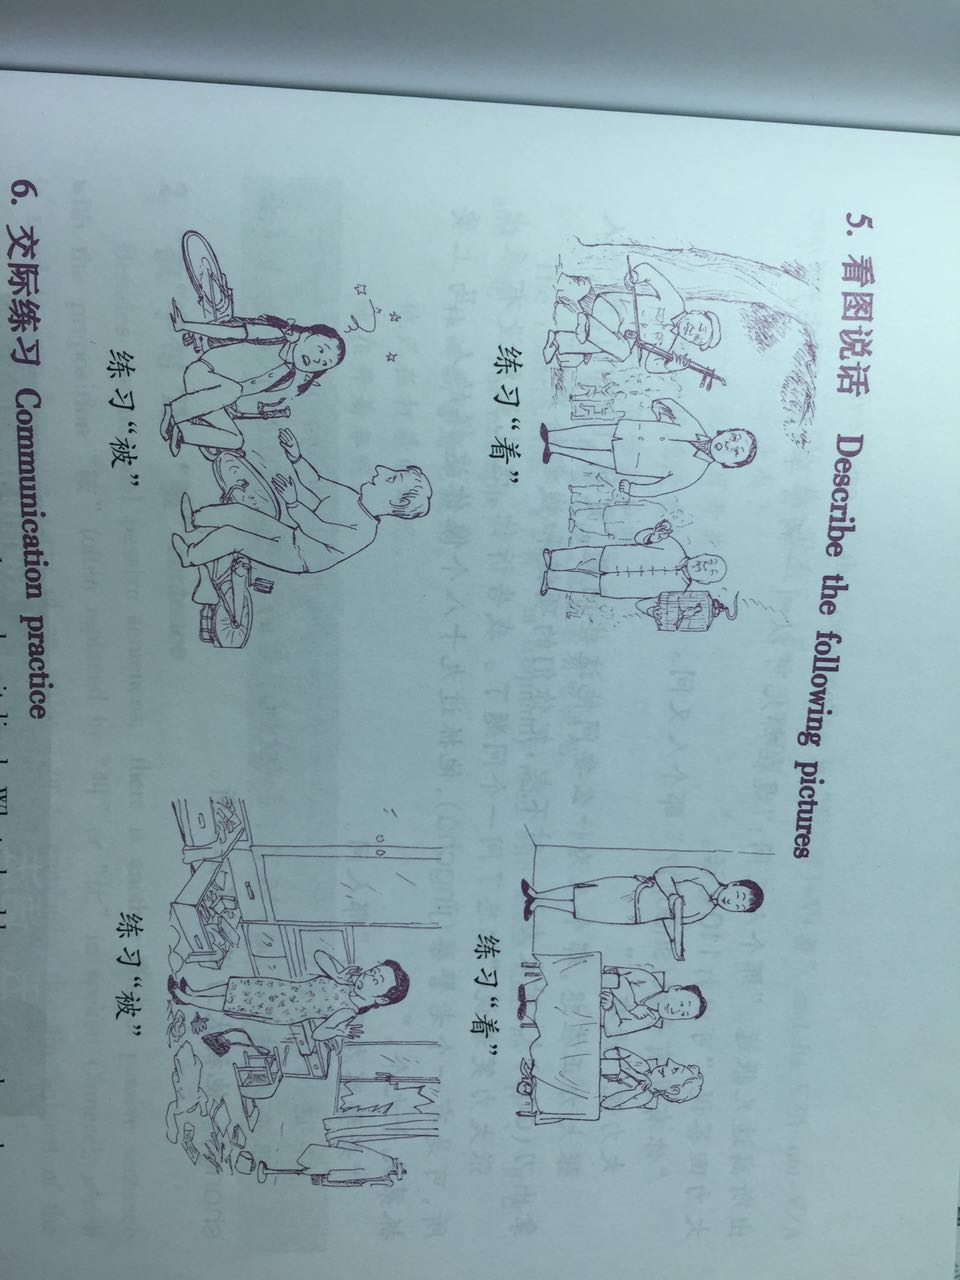 5. 看图说话 Describe the following pictures
练习“着”
练习“着”
练习“被”
练习“被”
6. 交际练习 Communication practice